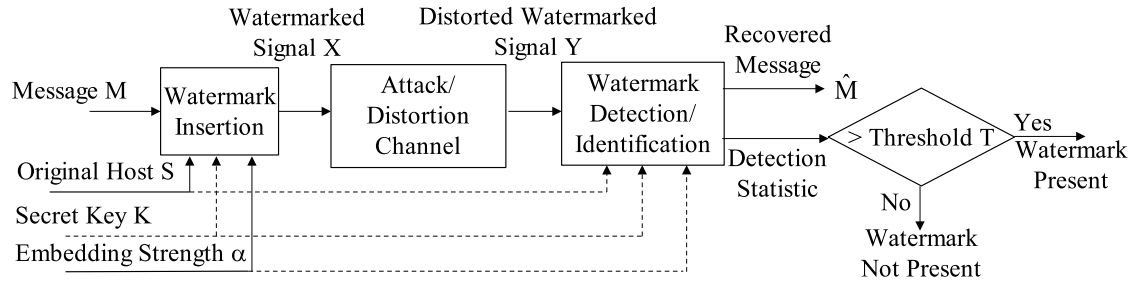 Watermarked
Signal X
Distorted Watermarked
Signal Y
Recovered
Message
Message M
Watermark
Insertion
Attack/
Distortion
Channel
Watermark
Detection/
Identification
M̂
> Threshold T
Yes
Watermark
Present
Detection
Statistic
Original Host S
Secret Key K
Embedding Strength α
No
Watermark
Not Present